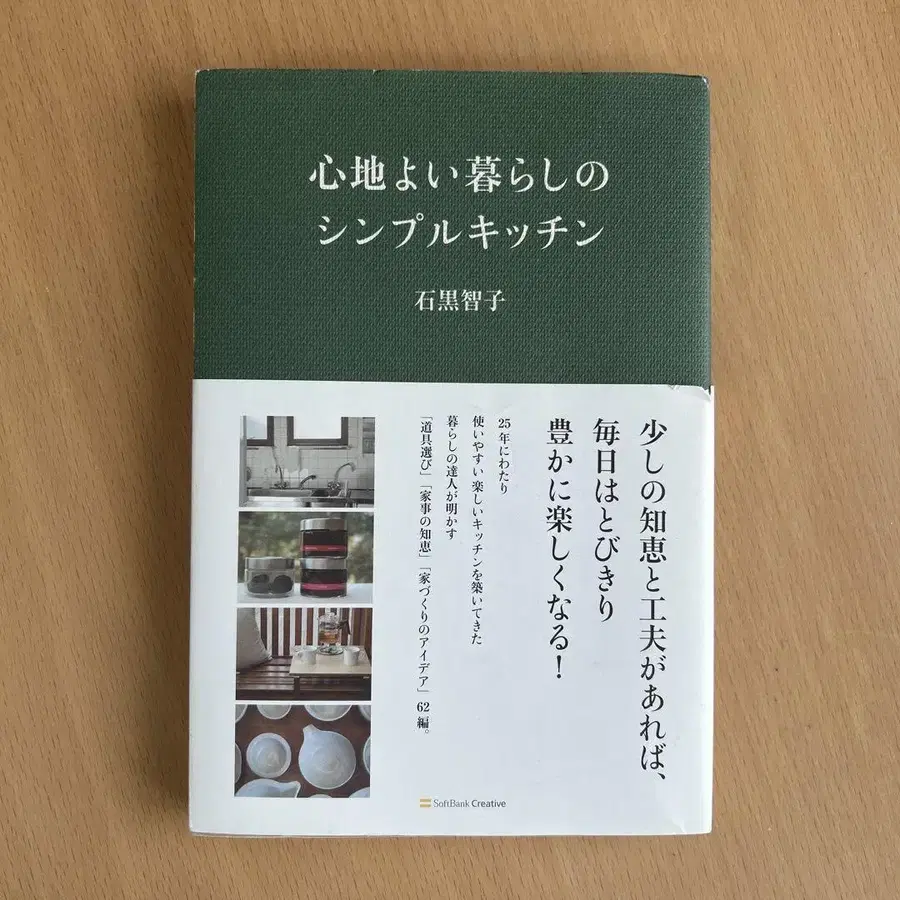 心地よい暮らしの
シンプルキッチン
石黒智子
少しの知恵と工夫があれば、
毎日はとびきり
豊かに楽しくなる！
25年にわたり
使いやすい楽しいキッチンを築いてきた
暮らしの達人が明かす
「道具選び」「家事の知恵」「家づくりのアイデア」62編。
SoftBank Creative